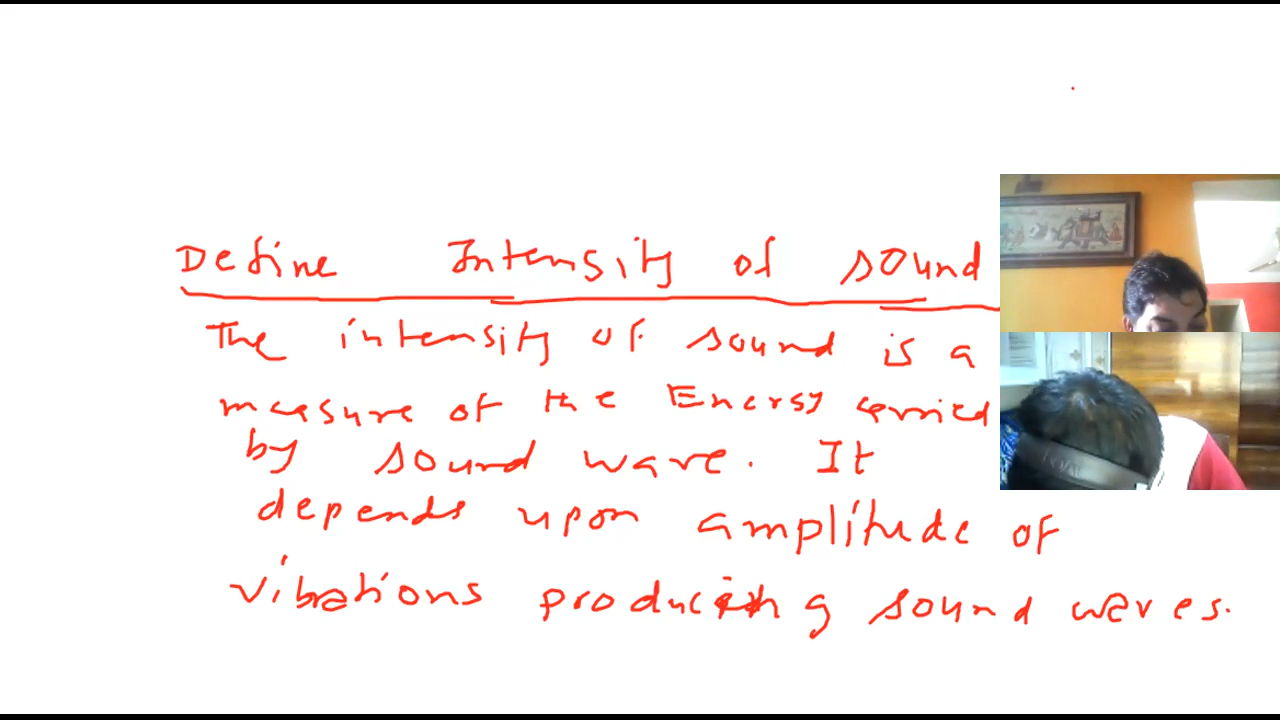 Define Intensity of sound
The intensity of sound is a
measure of the Energy carried
by sound wave. It
depends upon amplitude of
vibrations producing sound waves.